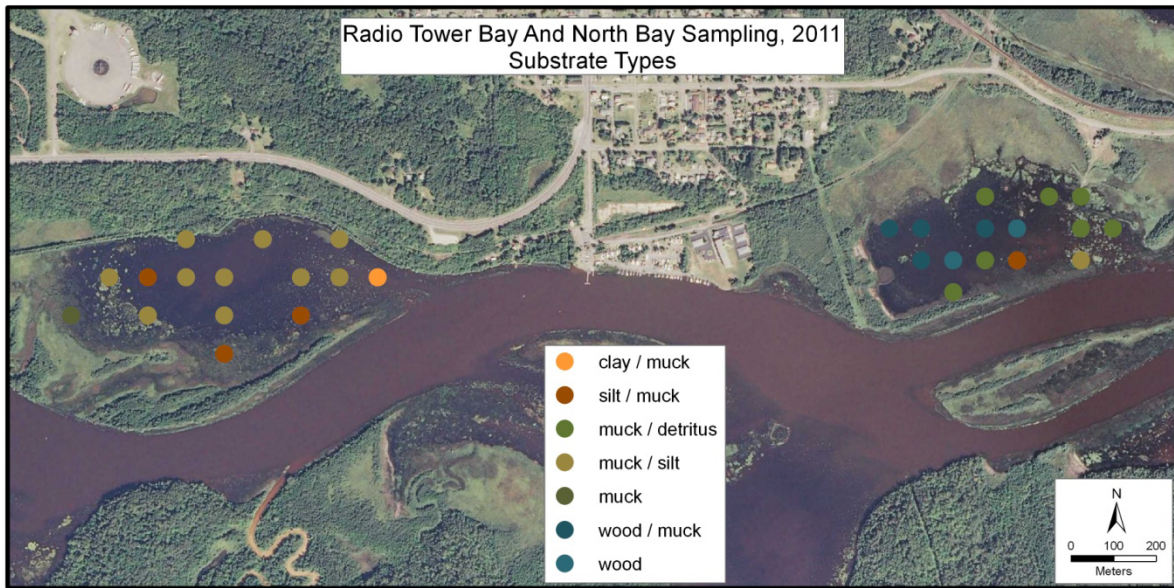 Radio Tower Bay And North Bay Sampling, 2011
Substrate Types
clay / muck
silt / muck
muck / detritus
muck / silt
muck
wood / muck
wood
N
0 100 200
Meters